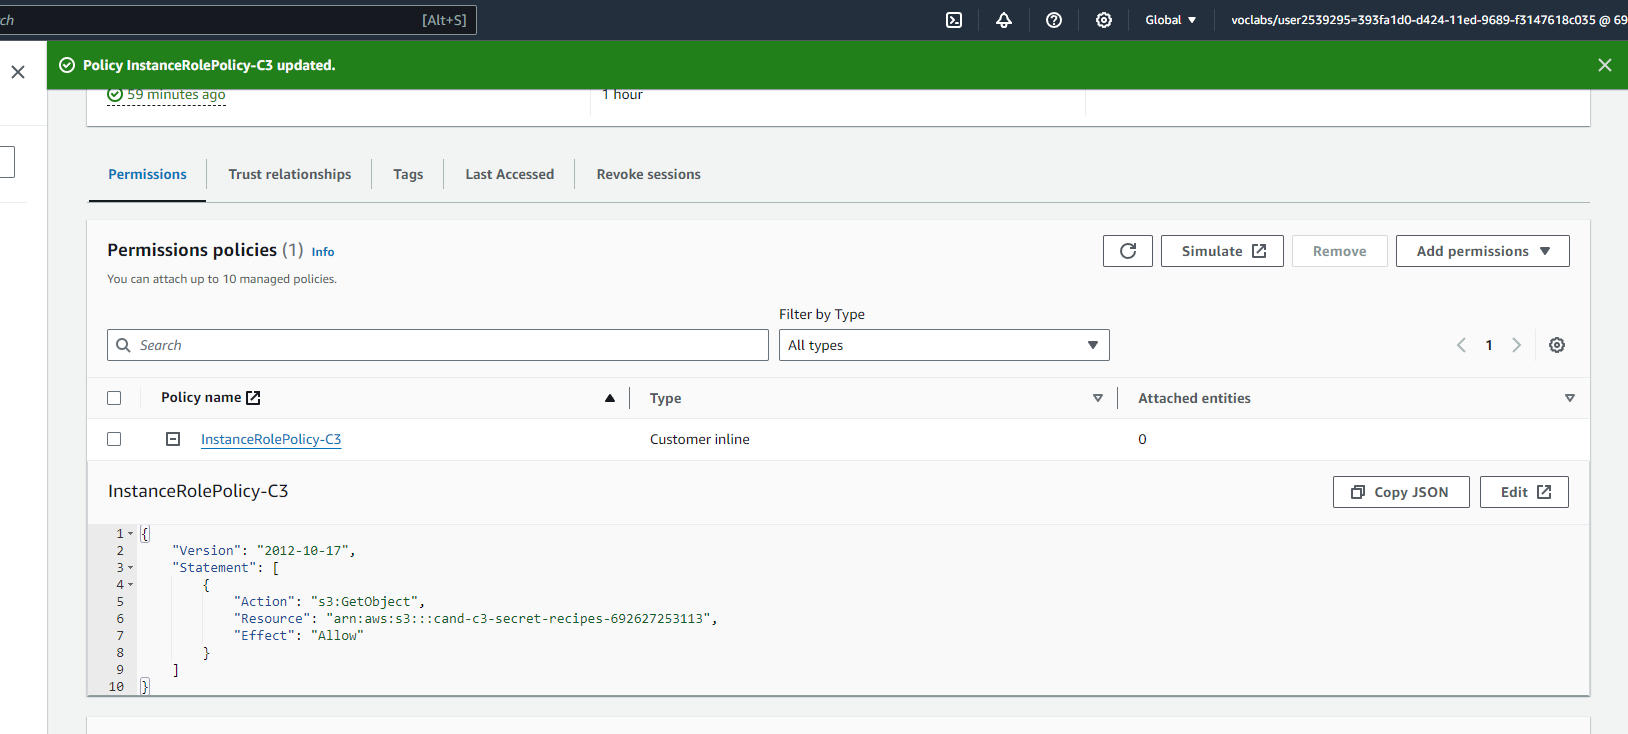 ch [Alt+S] Global voclabs/user2539295=393fa1d0-d424-11ed-9689-f3147618c035 @ 69
Policy InstanceRolePolicy-C3 updated.
59 minutes ago 1 hour
Permissions Trust relationships Tags Last Accessed Revoke sessions
Permissions policies (1) Info Simulate Remove Add permissions
You can attach up to 10 managed policies.
Filter by Type
Search All types 1
Policy name Type Attached entities
InstanceRolePolicy-C3 Customer inline 0
InstanceRolePolicy-C3 Copy JSON Edit
1 {
2 "Version": "2012-10-17",
3 "Statement": [
4 {
5 "Action": "s3:GetObject",
6 "Resource": "arn:aws:s3:::cand-c3-secret-recipes-692627253113",
7 "Effect": "Allow"
8 }
9 ]
10 }